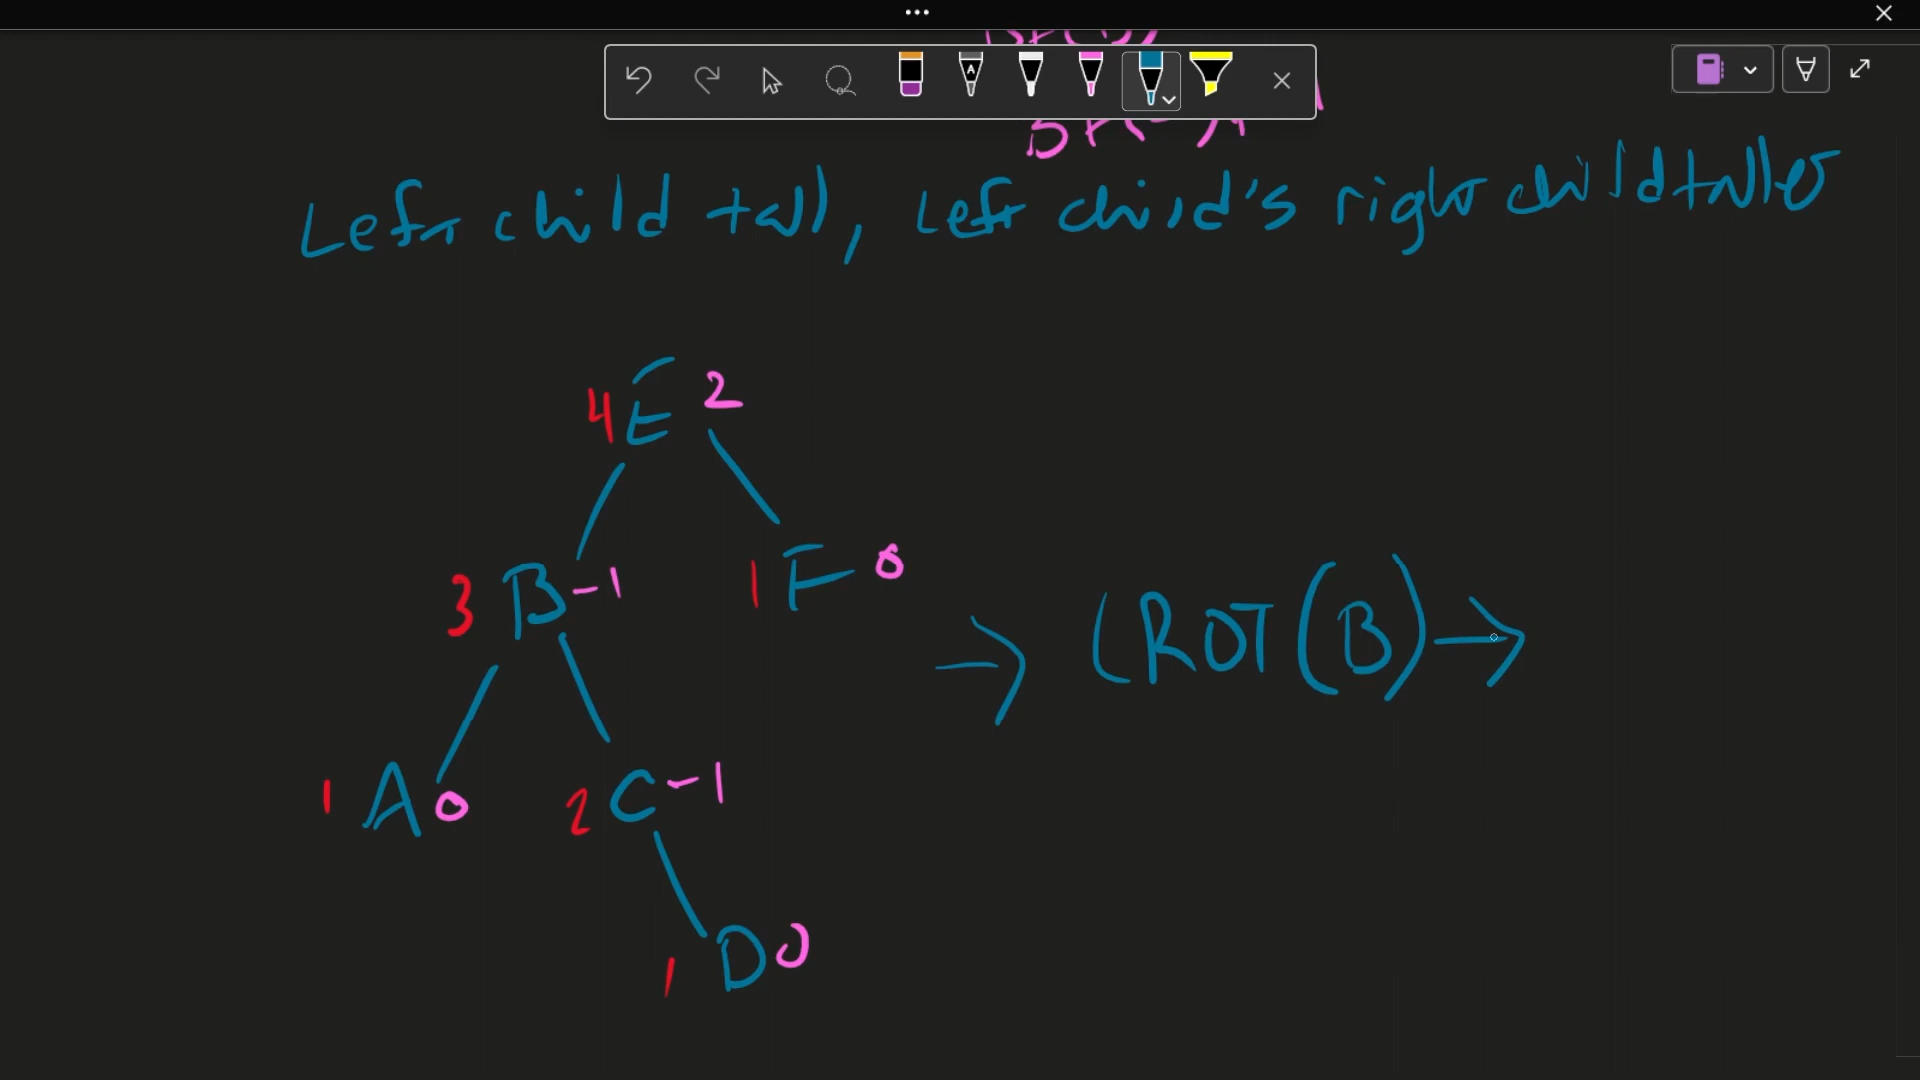 Left child tall, Left child's right child taller
4 E 2
3 B -1
1 F 0
→ LROT(B) →
1 A 0
2 C -1
1 D 0